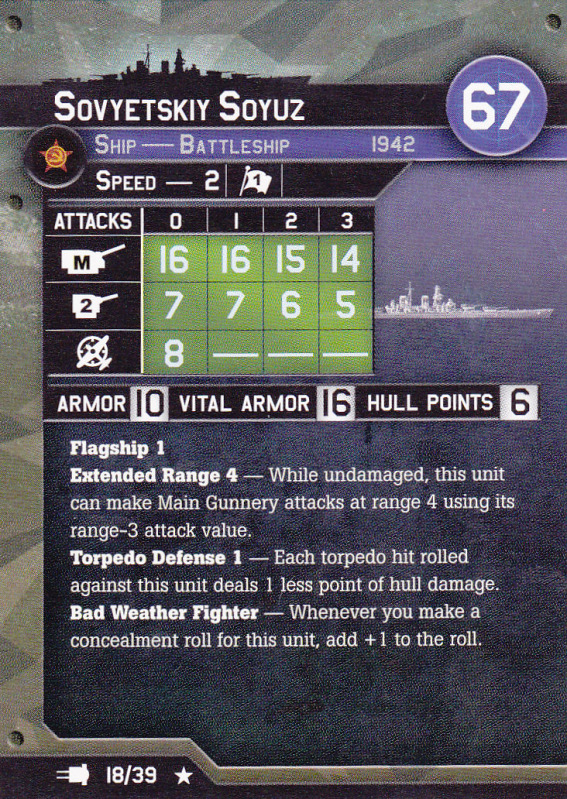 Sovyetskiy Soyuz
67
Ship — Battleship 1942
Speed — 2 1
ATTACKS 0 1 2 3
M 16 16 15 14
2 7 7 6 5
8 — — —
ARMOR 10 VITAL ARMOR 16 HULL POINTS 6
Flagship 1
Extended Range 4 — While undamaged, this unit
can make Main Gunnery attacks at range 4 using its
range-3 attack value.
Torpedo Defense 1 — Each torpedo hit rolled
against this unit deals 1 less point of hull damage.
Bad Weather Fighter — Whenever you make a
concealment roll for this unit, add +1 to the roll.
18/39 ★